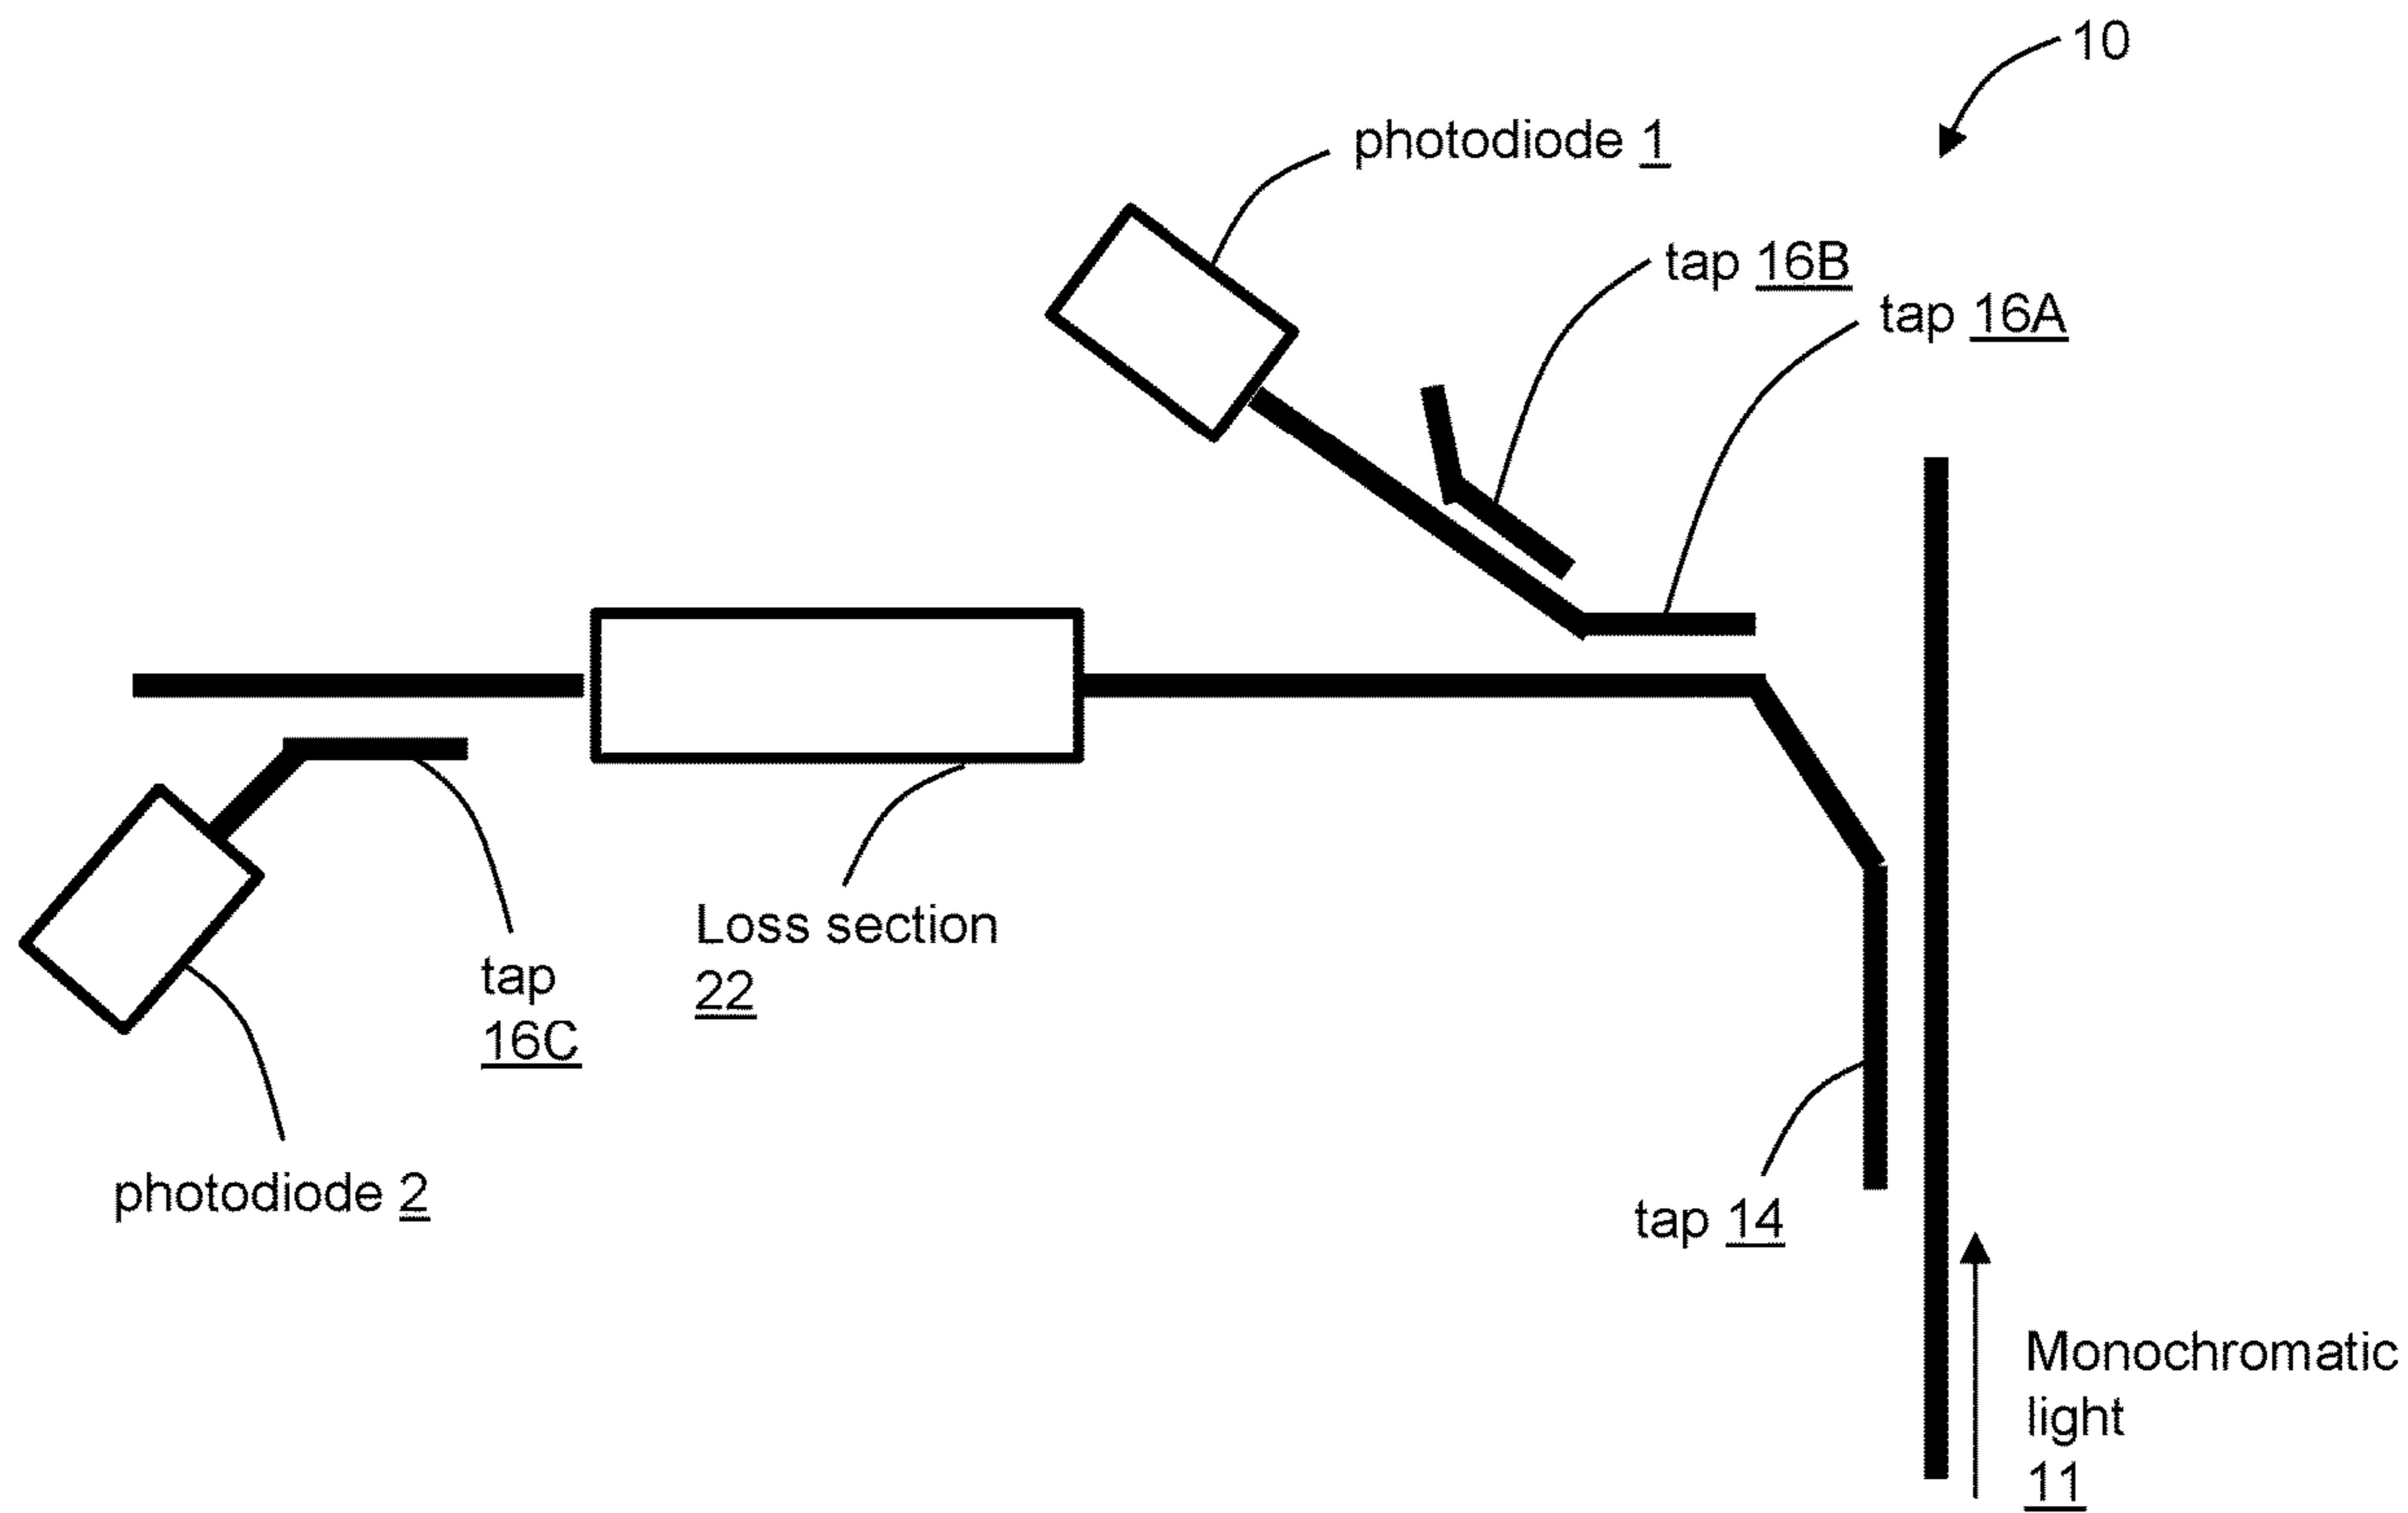 10
photodiode 1
tap 16B
tap 16A
Loss section
22
tap
16C
photodiode 2
tap 14
Monochromatic
light
11